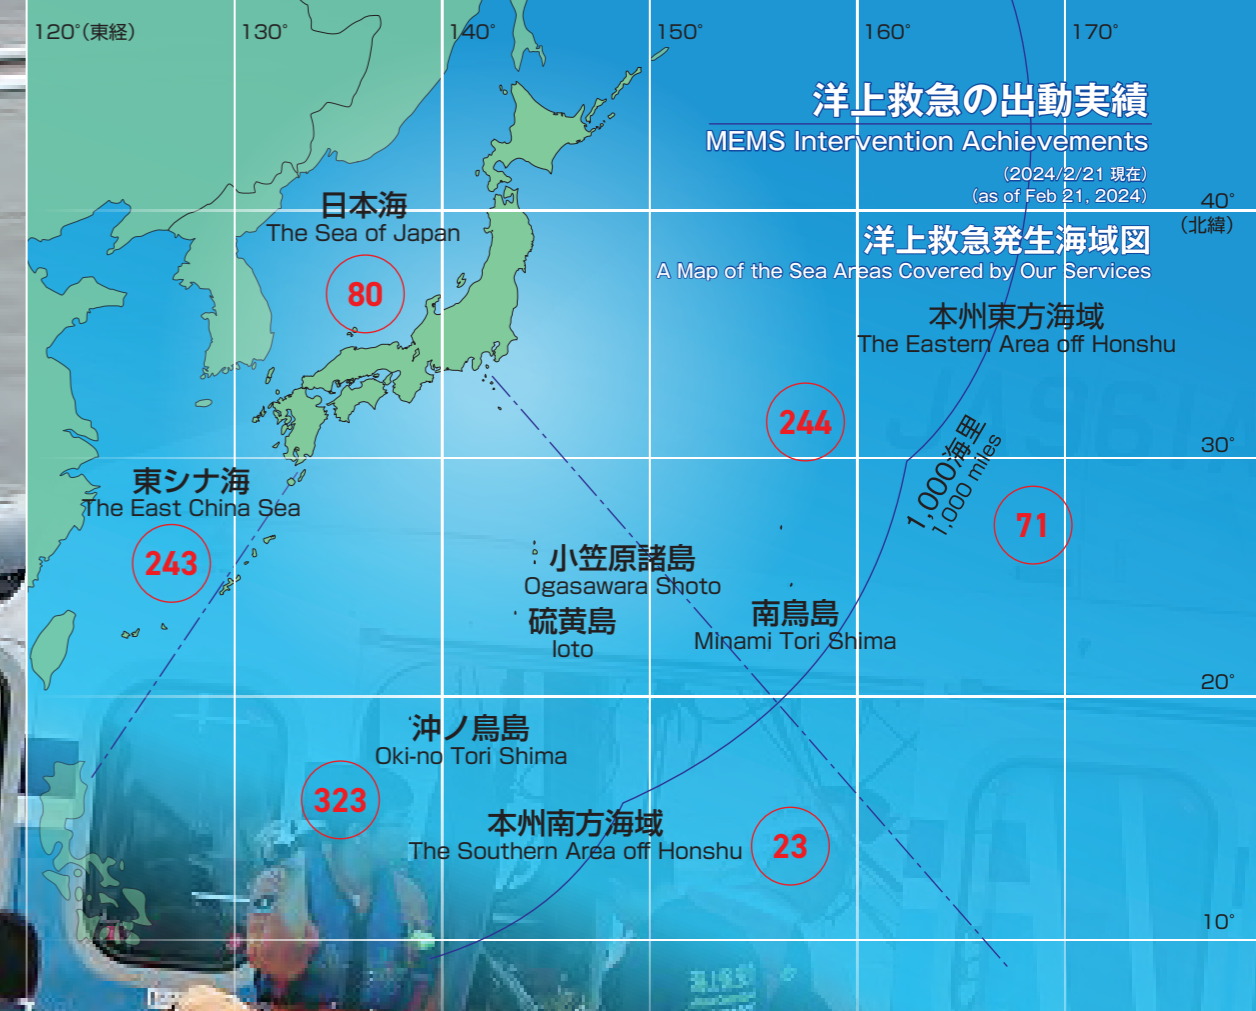 120°(東経)
130°
140°
150°
160°
170°
洋上救急の出動実績
MEMS Intervention Achievements
(2024/2/21 現在)
(as of Feb 21, 2024)
40°
(北緯)
日本海
The Sea of Japan
80
洋上救急発生海域図
A Map of the Sea Areas Covered by Our Services
本州東方海域
The Eastern Area off Honshu
244
30°
1,000海里
1,000 miles
71
東シナ海
The East China Sea
243
小笠原諸島
Ogasawara Shoto
硫黄島
Ioto
南鳥島
Minami Tori Shima
20°
沖ノ鳥島
Oki-no Tori Shima
323
本州南方海域
The Southern Area off Honshu
23
10°